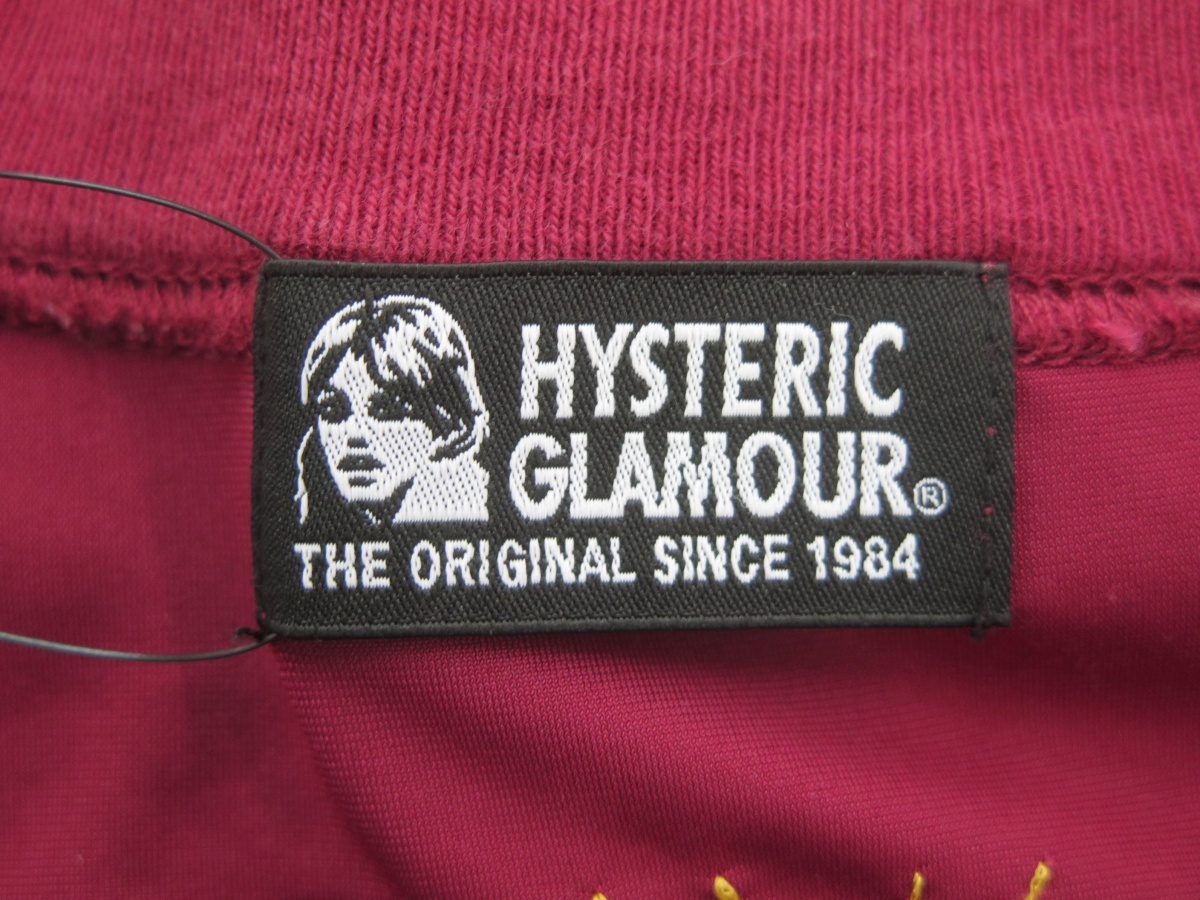 HYSTERIC
GLAMOUR®
THE ORIGINAL SINCE 1984